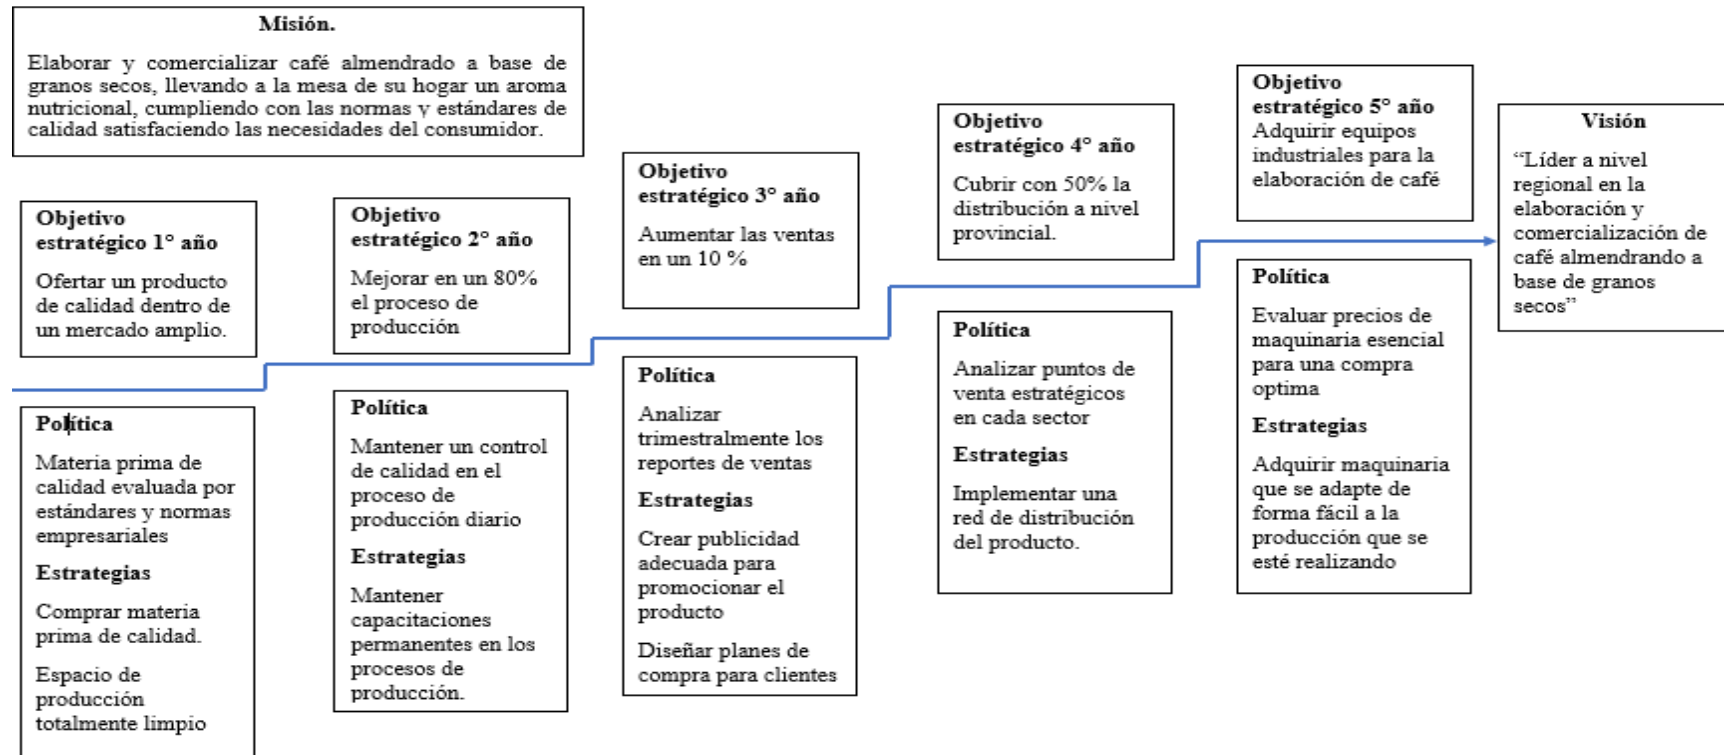 Misión.
Elaborar y comercializar café almendrado a base de
granos secos, llevando a la mesa de su hogar un aroma
nutricional, cumpliendo con las normas y estándares de
calidad satisfaciendo las necesidades del consumidor.
Objetivo
estratégico 1° año
Ofertar un producto
de calidad dentro de
un mercado amplio.
Política
Materia prima de
calidad evaluada por
estándares y normas
empresariales
Estrategias
Comprar materia
prima de calidad.
Espacio de
producción
totalmente limpio
Objetivo
estratégico 2° año
Mejorar en un 80%
el proceso de
producción
Política
Mantener un control
de calidad en el
proceso de
producción diario
Estrategias
Mantener
capacitaciones
permanentes en los
procesos de
producción.
Objetivo
estratégico 3° año
Aumentar las ventas
en un 10 %
Política
Analizar
trimestralmente los
reportes de ventas
Estrategias
Crear publicidad
adecuada para
promocionar el
producto
Diseñar planes de
compra para clientes
Objetivo
estratégico 4° año
Cubrir con 50% la
distribución a nivel
provincial.
Política
Analizar puntos de
venta estratégicos
en cada sector
Estrategias
Implementar una
red de distribución
del producto.
Objetivo
estratégico 5° año
Adquirir equipos
industriales para la
elaboración de café
Política
Evaluar precios de
maquinaria esencial
para una compra
optima
Estrategias
Adquirir maquinaria
que se adapte de
forma fácil a la
producción que se
esté realizando
Visión
“Líder a nivel
regional en la
elaboración y
comercialización de
café almendrando a
base de granos
secos”